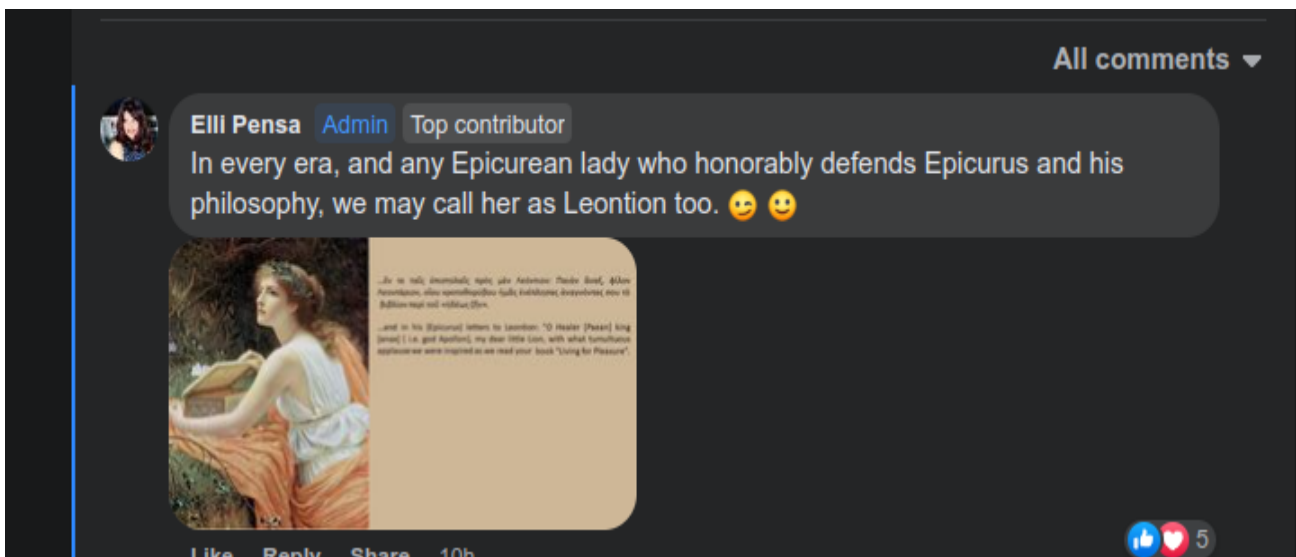 All comments
Elli Pensa Admin Top contributor
In every era, and any Epicurean lady who honorably defends Epicurus and his
philosophy, we may call her as Leontion too. 😉 🙂
...and in his (Epicurus) letters to Leontion: "O Healer [Paean] king
[anax] ( i.e. god Apollon], my dear little Lion, with what tumultuous
applause we were inspired as we read your book "Living for Pleasure".
Like Reply Share 10h
5